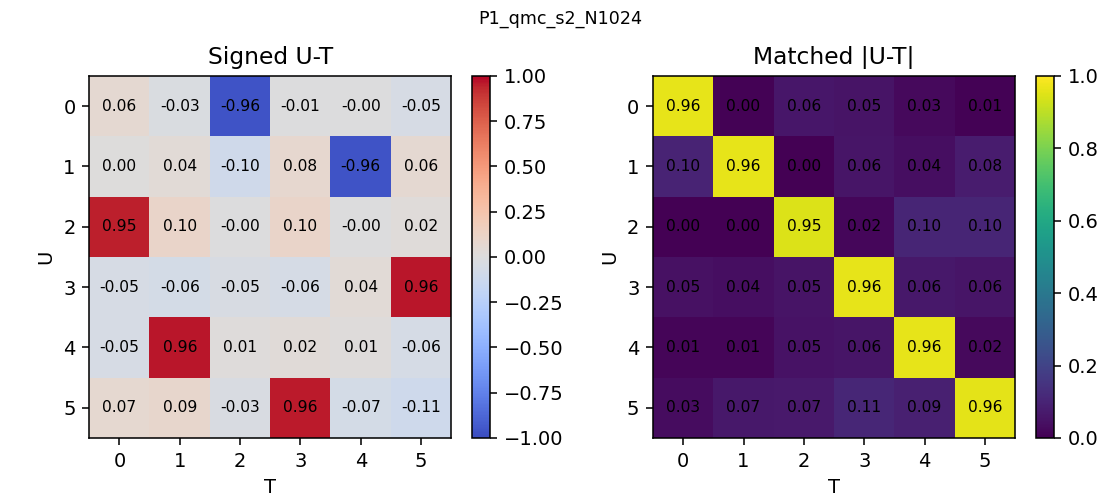 P1_qmc_s2_N1024
Signed U-T
Matched |U-T|
0 0.06 -0.03 -0.96 -0.01 -0.00 -0.05
1 0.00 0.04 -0.10 0.08 -0.96 0.06
2 0.95 0.10 -0.00 0.10 -0.00 0.02
3 -0.05 -0.06 -0.05 -0.06 0.04 0.96
4 -0.05 0.96 0.01 0.02 0.01 -0.06
5 0.07 0.09 -0.03 0.96 -0.07 -0.11
0 1 2 3 4 5
U
T
1.00
0.75
0.50
0.25
0.00
−0.25
−0.50
−0.75
−1.00
0 0.96 0.00 0.06 0.05 0.03 0.01
1 0.10 0.96 0.00 0.06 0.04 0.08
2 0.00 0.00 0.95 0.02 0.10 0.10
3 0.05 0.04 0.05 0.96 0.06 0.06
4 0.01 0.01 0.05 0.06 0.96 0.02
5 0.03 0.07 0.07 0.11 0.09 0.96
0 1 2 3 4 5
U
T
1.0
0.8
0.6
0.4
0.2
0.0